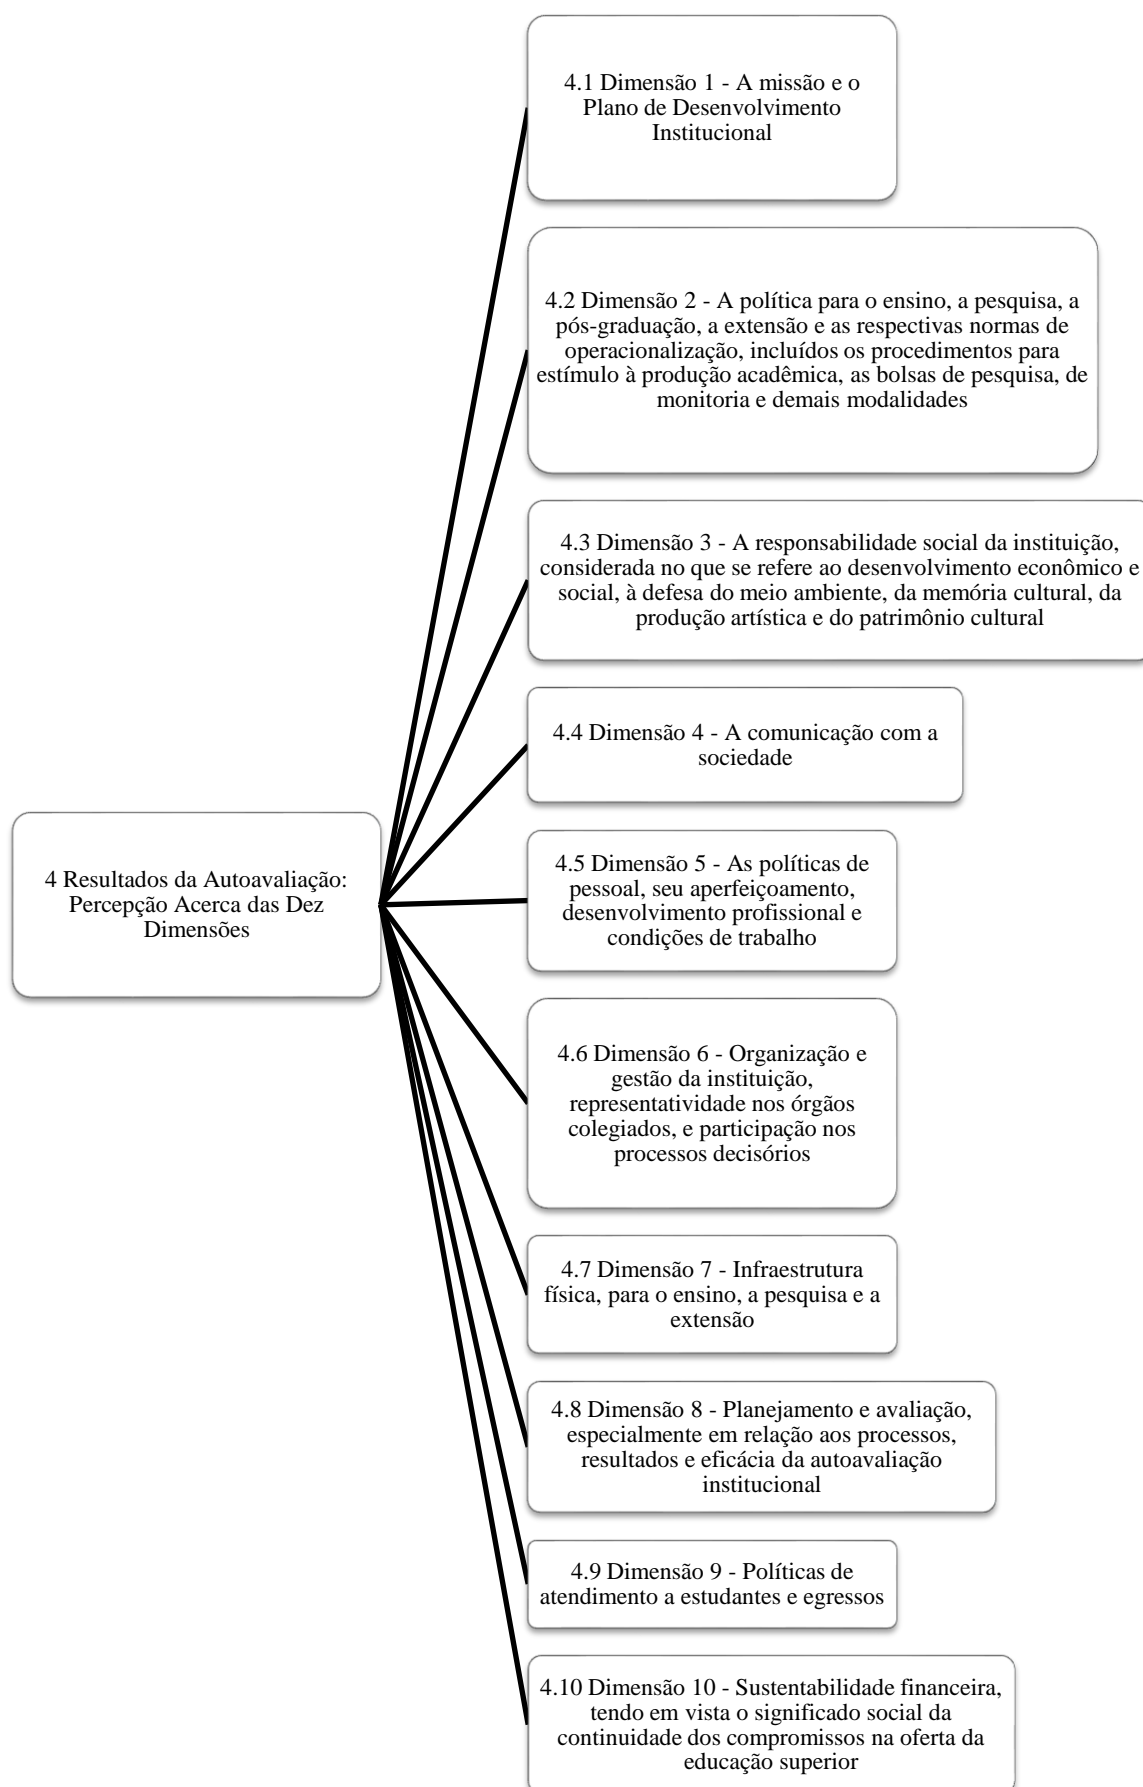 4.1 Dimensão 1 - A missão e o
Plano de Desenvolvimento
Institucional
4.2 Dimensão 2 - A política para o ensino, a pesquisa, a
pós-graduação, a extensão e as respectivas normas de
operacionalização, incluídos os procedimentos para
estímulo à produção acadêmica, as bolsas de pesquisa, de
monitoria e demais modalidades
4.3 Dimensão 3 - A responsabilidade social da instituição,
considerada no que se refere ao desenvolvimento econômico e
social, à defesa do meio ambiente, da memória cultural, da
produção artística e do patrimônio cultural
4.4 Dimensão 4 - A comunicação com a
sociedade
4 Resultados da Autoavaliação:
Percepção Acerca das Dez
Dimensões
4.5 Dimensão 5 - As políticas de
pessoal, seu aperfeiçoamento,
desenvolvimento profissional e
condições de trabalho
4.6 Dimensão 6 - Organização e
gestão da instituição,
representatividade nos órgãos
colegiados, e participação nos
processos decisórios
4.7 Dimensão 7 - Infraestrutura
física, para o ensino, a pesquisa e a
extensão
4.8 Dimensão 8 - Planejamento e avaliação,
especialmente em relação aos processos,
resultados e eficácia da autoavaliação
institucional
4.9 Dimensão 9 - Políticas de
atendimento a estudantes e egressos
4.10 Dimensão 10 - Sustentabilidade financeira,
tendo em vista o significado social da
continuidade dos compromissos na oferta da
educação superior